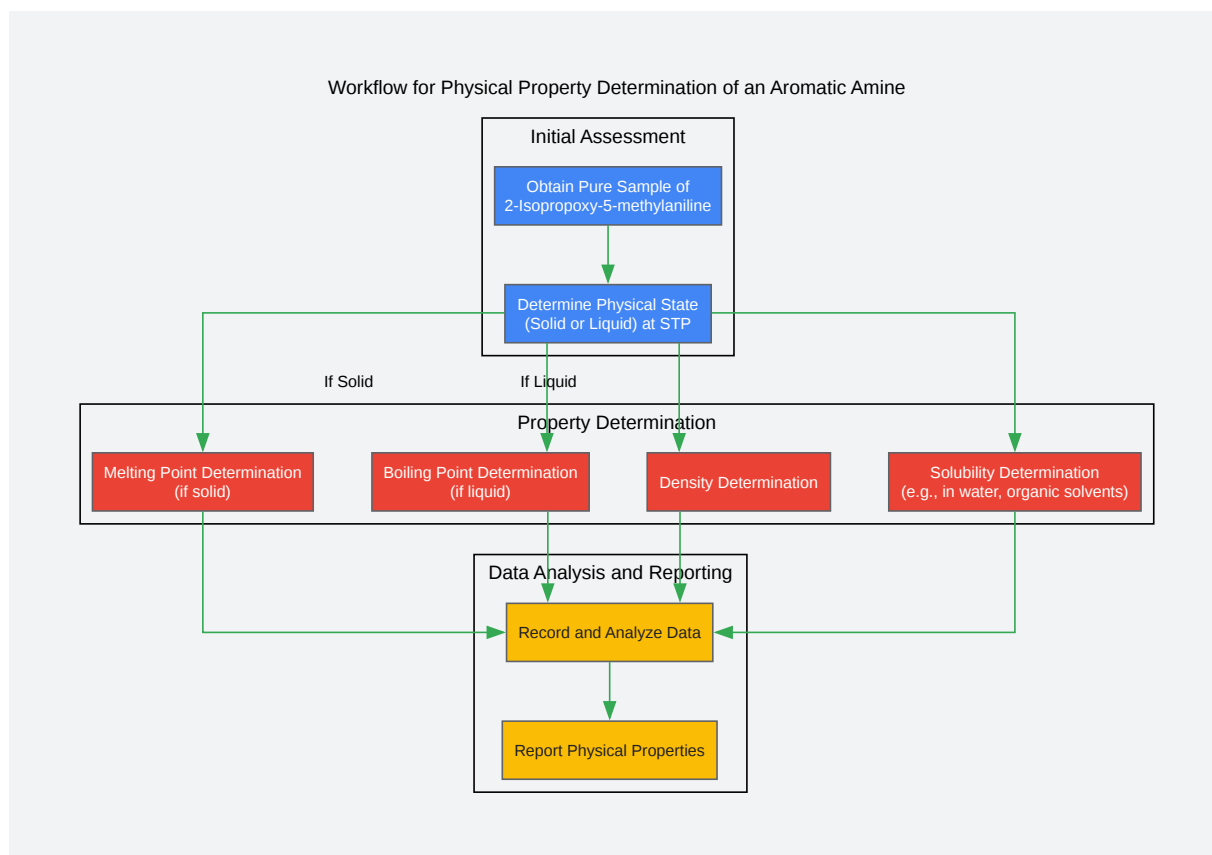 Workflow for Physical Property Determination of an Aromatic Amine
Initial Assessment
Obtain Pure Sample of
2-Isopropoxy-5-methylaniline
Determine Physical State
(Solid or Liquid) at STP
If Solid
If Liquid
Property Determination
Melting Point Determination
(if solid)
Boiling Point Determination
(if liquid)
Density Determination
Solubility Determination
(e.g., in water, organic solvents)
Data Analysis and Reporting
Record and Analyze Data
Report Physical Properties